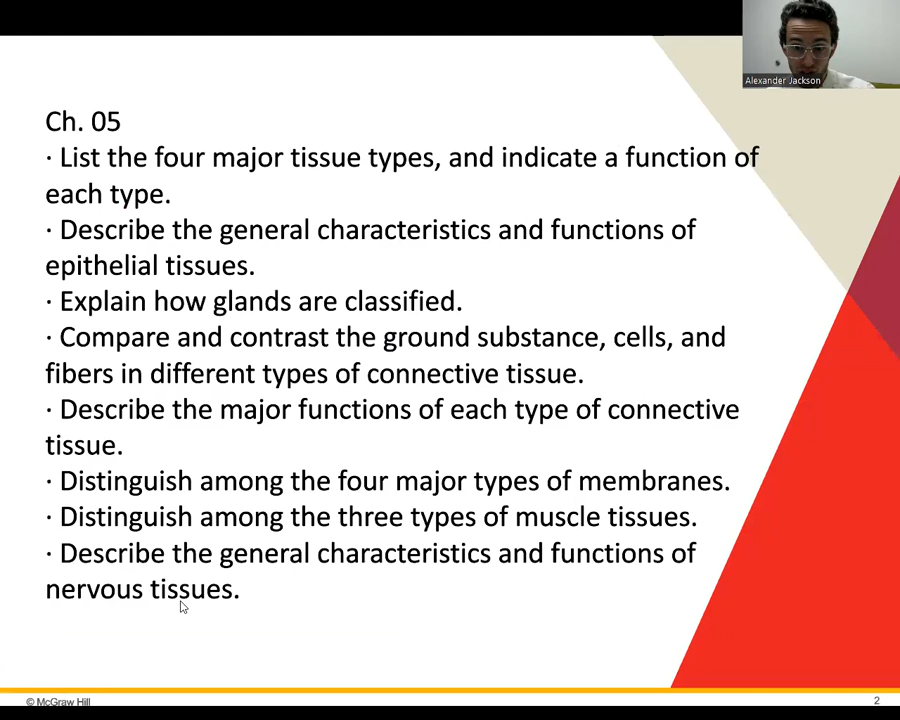 Alexander Jackson
Ch. 05
· List the four major tissue types, and indicate a function of
each type.
· Describe the general characteristics and functions of
epithelial tissues.
· Explain how glands are classified.
· Compare and contrast the ground substance, cells, and
fibers in different types of connective tissue.
· Describe the major functions of each type of connective
tissue.
· Distinguish among the four major types of membranes.
· Distinguish among the three types of muscle tissues.
· Describe the general characteristics and functions of
nervous tissues.
© McGraw Hill
2